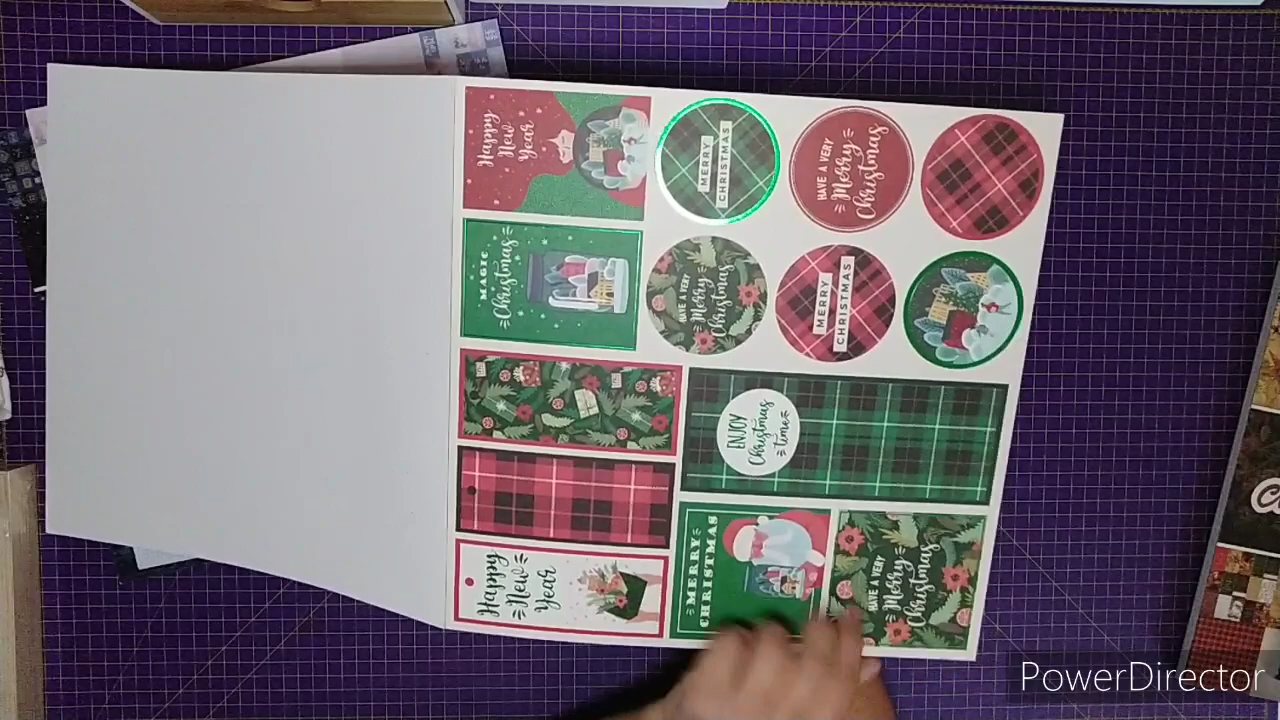 Happy
New
Year
MERRY
CHRISTMAS
HAVE A VERY
Merry
Christmas
MAGIC
Christmas
HAVE A VERY
Merry
Christmas
MERRY
CHRISTMAS
ENJOY
Christmas
time
Happy
New
Year
MERRY
CHRISTMAS
HAVE A VERY
Merry
Christmas
PowerDirector